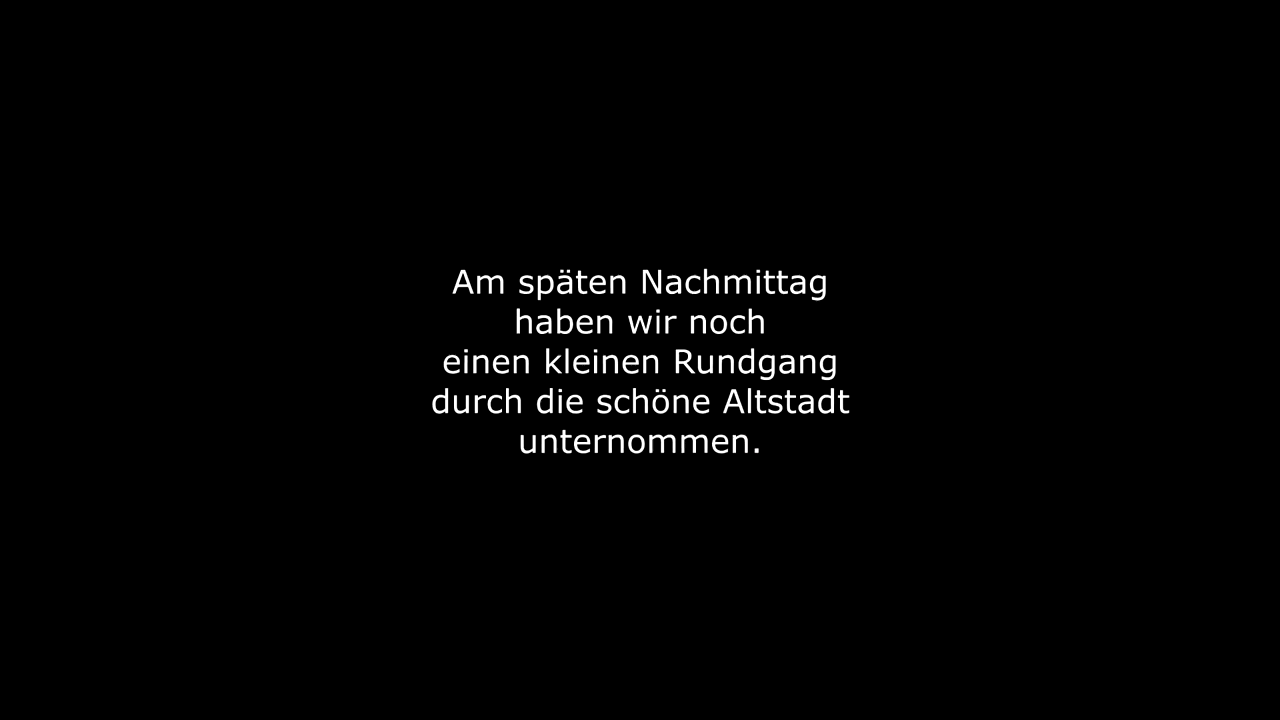 Am späten Nachmittag
haben wir noch
einen kleinen Rundgang
durch die schöne Altstadt
unternommen.